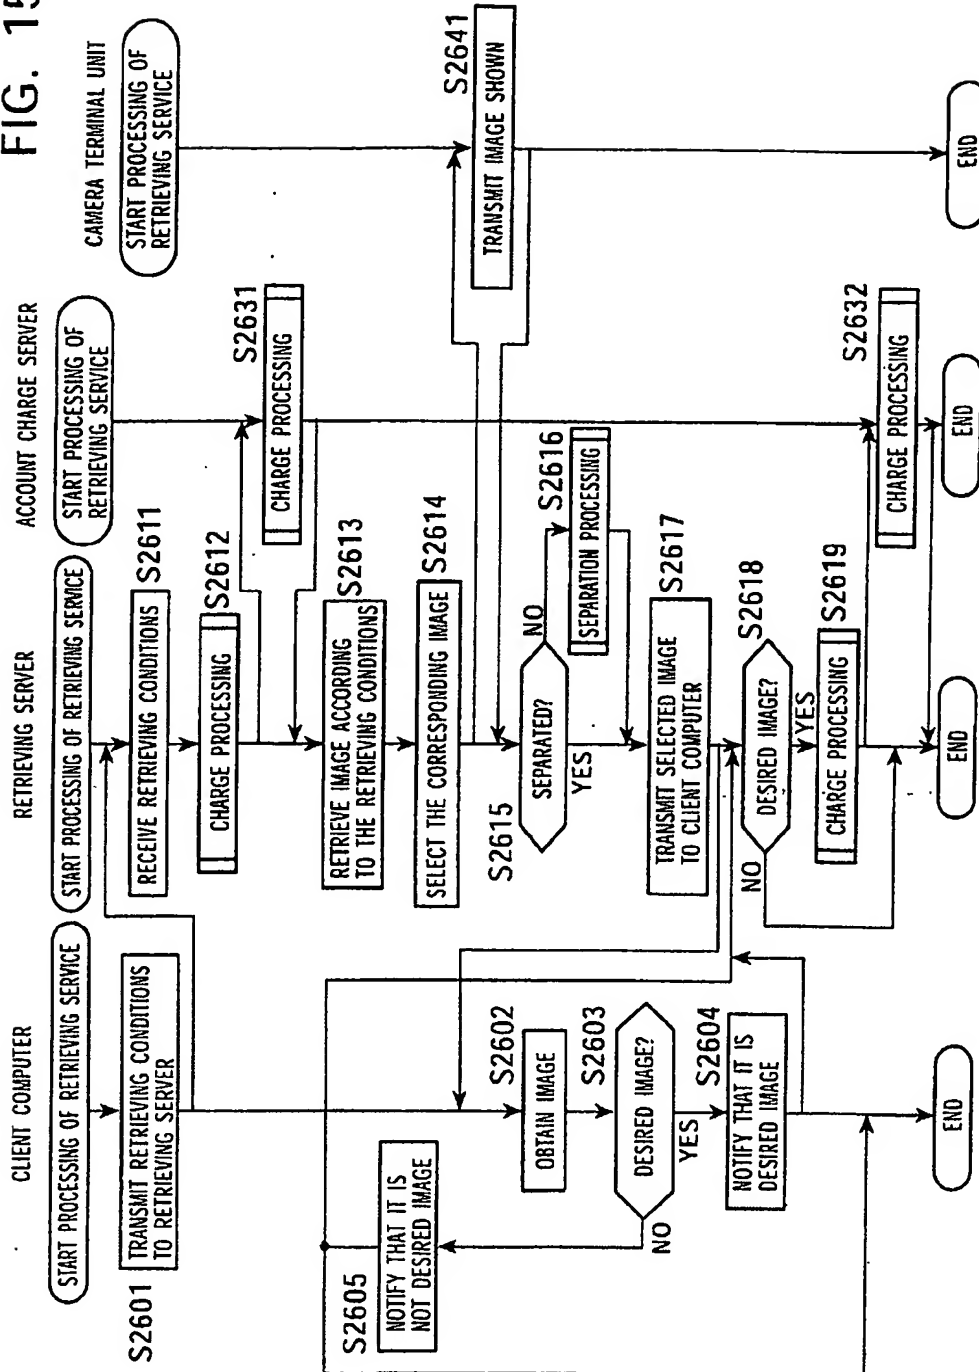 FIG. 15
CLIENT COMPUTER
START PROCESSING OF RETRIEVING SERVICE
S2601
TRANSMIT RETRIEVING CONDITIONS
TO RETRIEVING SERVER
S2602
OBTAIN IMAGE
S2603
DESIRED IMAGE?
NO
YES
S2604
NOTIFY THAT IT IS
DESIRED IMAGE
S2605
NOTIFY THAT IT IS
NOT DESIRED IMAGE
END
RETRIEVING SERVER
START PROCESSING OF RETRIEVING SERVICE
S2611
RECEIVE RETRIEVING CONDITIONS
S2612
CHARGE PROCESSING
S2613
RETRIEVE IMAGE ACCORDING
TO THE RETRIEVING CONDITIONS
S2614
SELECT THE CORRESPONDING IMAGE
S2615
SEPARATED?
NO
YES
S2616
SEPARATION PROCESSING
S2617
TRANSMIT SELECTED IMAGE
TO CLIENT COMPUTER
S2618
DESIRED IMAGE?
NO
YES
S2619
CHARGE PROCESSING
END
ACCOUNT CHARGE SERVER
START PROCESSING OF
RETRIEVING SERVICE
S2631
CHARGE PROCESSING
S2632
CHARGE PROCESSING
END
CAMERA TERMINAL UNIT
START PROCESSING OF
RETRIEVING SERVICE
S2641
TRANSMIT IMAGE SHOWN
END